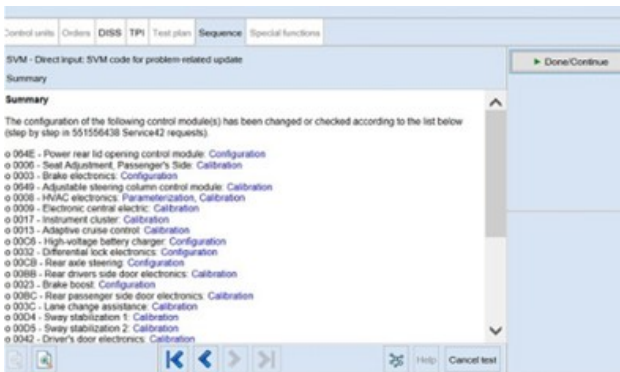 Control units Orders DISS TPI Test plan Sequence Special functions
SVM - Direct input: SVM code for problem-related update
Done/Continue
Summary
Summary
The configuration of the following control module(s) has been changed or checked according to the list below
(step by step in 551556438 Service42 requests).
o 064E - Power rear lid opening control module: Configuration
o 0006 - Seat Adjustment, Passenger's Side: Calibration
o 0003 - Brake electronics: Configuration
o 0649 - Adjustable steering column control module: Calibration
o 0008 - HVAC electronics: Parameterization, Calibration
o 0009 - Electronic central electric: Calibration
o 0017 - Instrument cluster: Calibration
o 0013 - Adaptive cruise control: Calibration
o 00C6 - High-voltage battery charger: Configuration
o 0032 - Differential lock electronics: Configuration
o 00CB - Rear axle steering: Configuration
o 00BB - Rear drivers side door electronics: Calibration
o 0023 - Brake boost: Configuration
o 00BC - Rear passenger side door electronics: Calibration
o 003C - Lane change assistance: Calibration
o 00D4 - Sway stabilization 1: Calibration
o 00D5 - Sway stabilization 2: Calibration
o 0042 - Driver's door electronics: Calibration
Help Cancel test